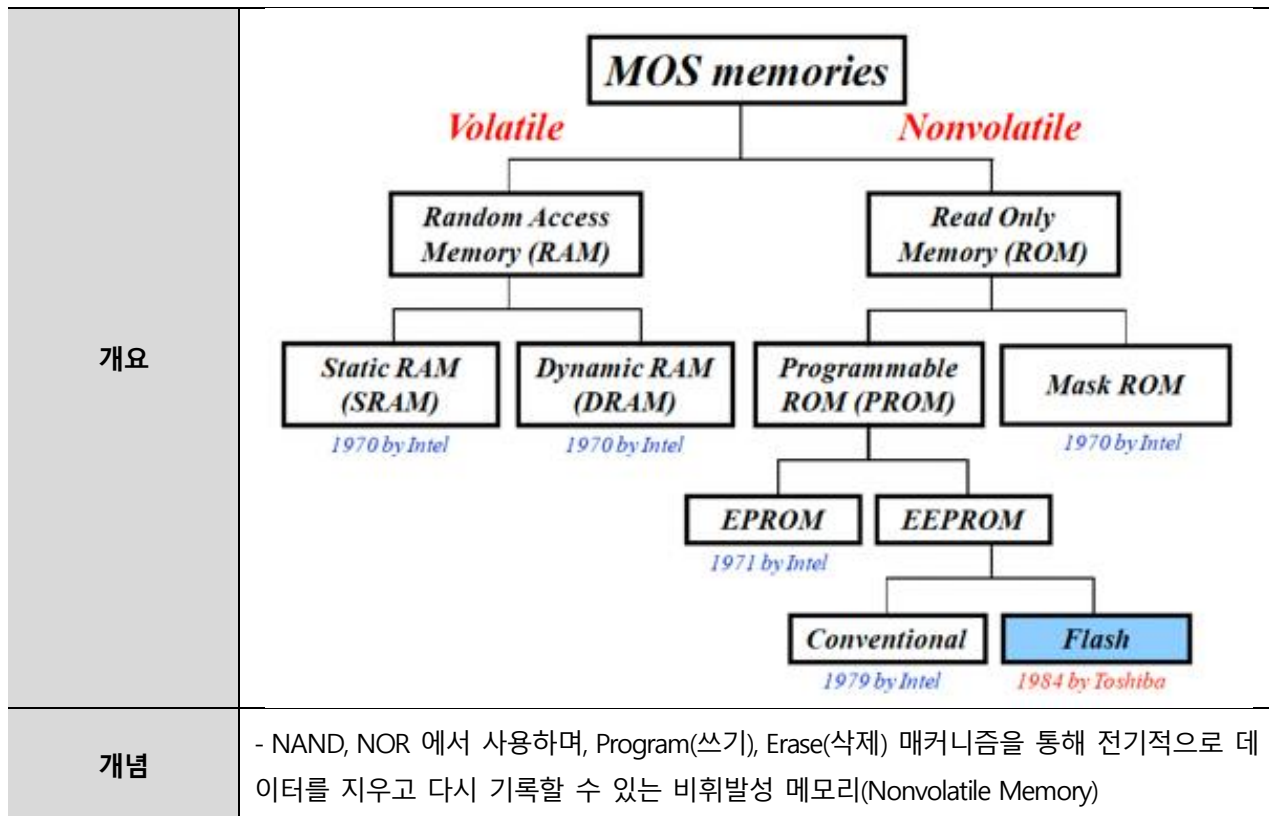 개요
MOS memories
Volatile
Nonvolatile
Random Access
Memory (RAM)
Read Only
Memory (ROM)
Static RAM
(SRAM)
Dynamic RAM
(DRAM)
Programmable
ROM (PROM)
Mask ROM
1970 by Intel
1970 by Intel
1970 by Intel
EPROM
EEPROM
1971 by Intel
Conventional
Flash
1979 by Intel
1984 by Toshiba
개념
- NAND, NOR 에서 사용하며, Program(쓰기), Erase(삭제) 매커니즘을 통해 전기적으로 데
이터를 지우고 다시 기록할 수 있는 비휘발성 메모리(Nonvolatile Memory)